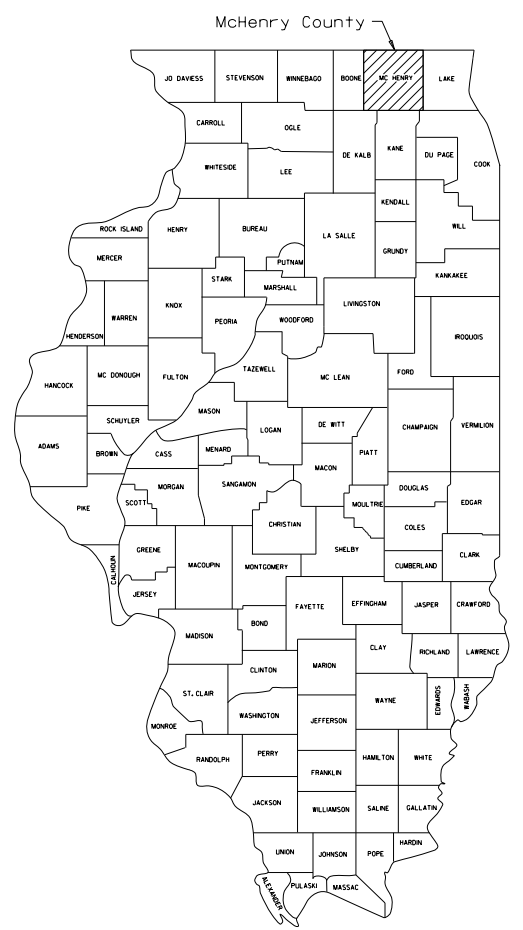 McHenry County
JO DAVIESS
STEVENSON
WINNEBAGO
BOONE
MC HENRY
LAKE
CARROLL
OGLE
DE KALB
KANE
DU PAGE
COOK
WHITESIDE
LEE
KENDALL
ROCK ISLAND
HENRY
BUREAU
LA SALLE
GRUNDY
WILL
MERCER
PUTNAM
STARK
MARSHALL
KANKAKEE
HENDERSON
WARREN
KNOX
PEORIA
WOODFORD
LIVINGSTON
IROQUOIS
HANCOCK
MC DONOUGH
FULTON
TAZEWELL
MC LEAN
FORD
SCHUYLER
MASON
LOGAN
DE WITT
CHAMPAIGN
VERMILION
ADAMS
BROWN
CASS
MENARD
MACON
PIATT
PIKE
SCOTT
MORGAN
SANGAMON
CHRISTIAN
MOULTRIE
DOUGLAS
EDGAR
COLES
CALHOUN
GREENE
MACOUPIN
MONTGOMERY
SHELBY
CUMBERLAND
CLARK
JERSEY
FAYETTE
EFFINGHAM
JASPER
CRAWFORD
MADISON
BOND
CLAY
RICHLAND
LAWRENCE
CLINTON
MARION
WAYNE
EDWARDS
WABASH
ST. CLAIR
WASHINGTON
JEFFERSON
MONROE
RANDOLPH
PERRY
FRANKLIN
HAMILTON
WHITE
JACKSON
WILLIAMSON
SALINE
GALLATIN
UNION
JOHNSON
POPE
HARDIN
ALEXANDER
PULASKI
MASSAC